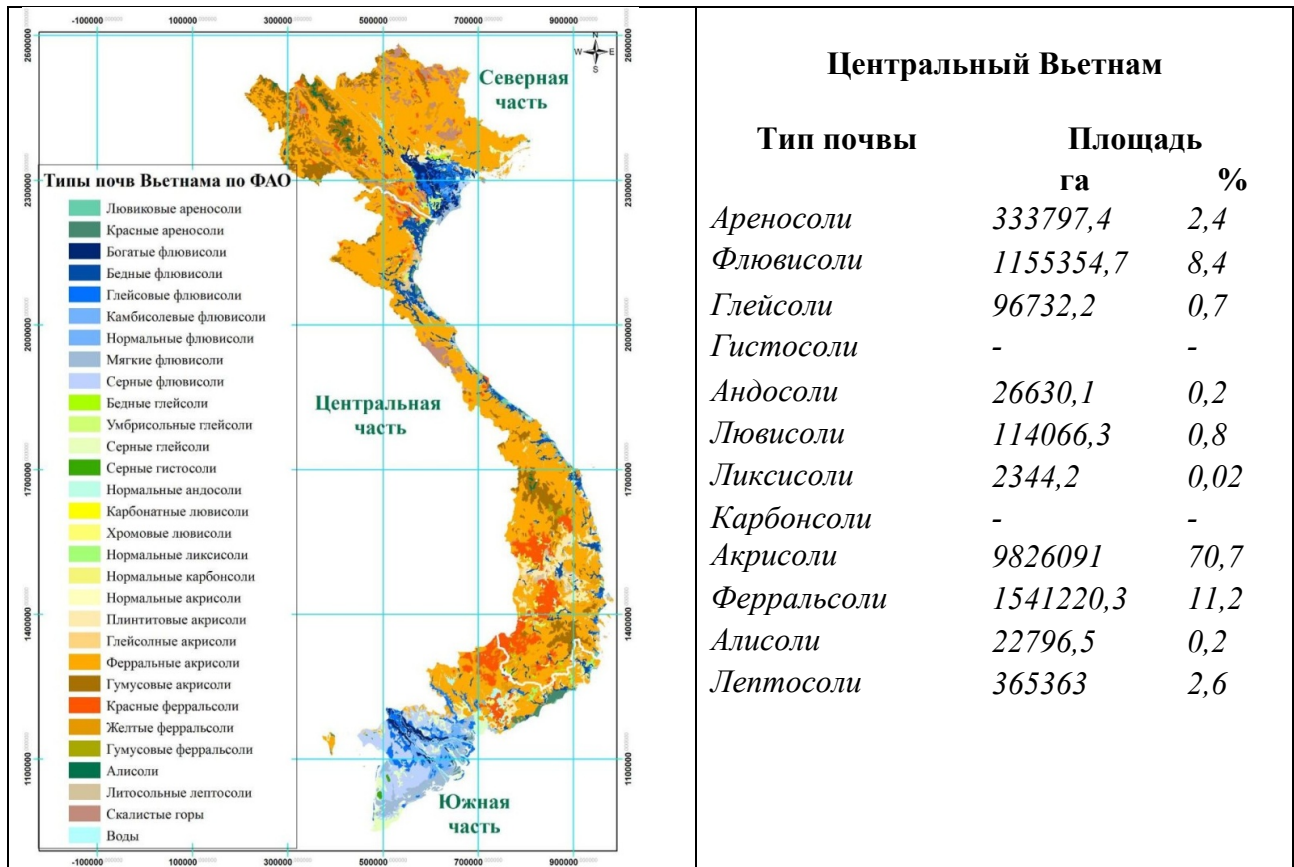 -100000 100000 3000000 5000000 7000000 900000
2600000
N
W E
S
Северная
часть
Типы почв Вьетнама по ФАО
2300000
Лювиковые ареносоли
Красные ареносоли
Богатые флювисоли
Бедные флювисоли
Глейсовые флювисоли
Камбисолевые флювисоли
2000000
Нормальные флювисоли
Мягкие флювисоли
Серные флювисоли
Бедные глейсоли
Умбрисольные глейсоли
Центральная
часть
Серные глейсоли
Серные гистосоли
1700000
Нормальные андосоли
Карбонатные лювисоли
Хромовые лювисоли
Нормальные ликсисоли
Нормальные карбонсоли
Нормальные акрисоли
1400000
Плинтитовые акрисоли
Глейсолные акрисоли
Ферральные акрисоли
Гумусовые акрисоли
Красные ферральсоли
Желтые ферральсоли
Гумусовые ферральсоли
1100000
Алисоли
Литосольные лептосоли
Скалистые горы
Воды
Южная
часть
-100000 100000 300000 500000 700000 900000
Центральный Вьетнам
Тип почвы Площадь
га %
Ареносоли 333797,4 2,4
Флювисоли 1155354,7 8,4
Глейсоли 96732,2 0,7
Гистосоли - -
Андосоли 26630,1 0,2
Лювисоли 114066,3 0,8
Ликсисоли 2344,2 0,02
Карбонсоли - -
Акрисоли 9826091 70,7
Ферральсоли 1541220,3 11,2
Алисоли 22796,5 0,2
Лептосоли 365363 2,6